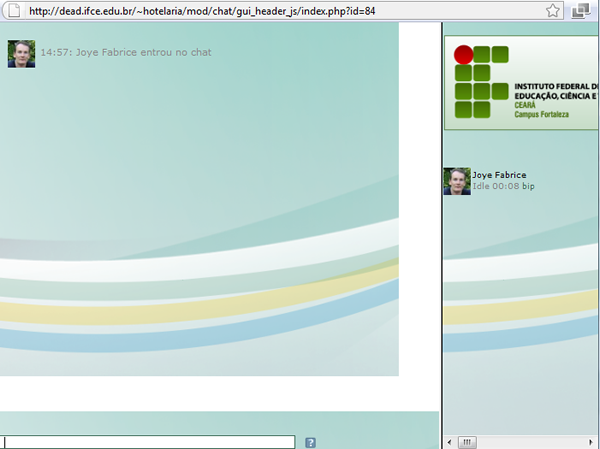 http://dead.ifce.edu.br/~hotelaria/mod/chat/gui_header_js/index.php?id=84
14:57: Joye Fabrice entrou no chat
INSTITUTO FEDERAL D
EDUCAÇÃO, CIÊNCIA E
CEARÁ
Campus Fortaleza
Joye Fabrice
Idle 00:08 bip
?